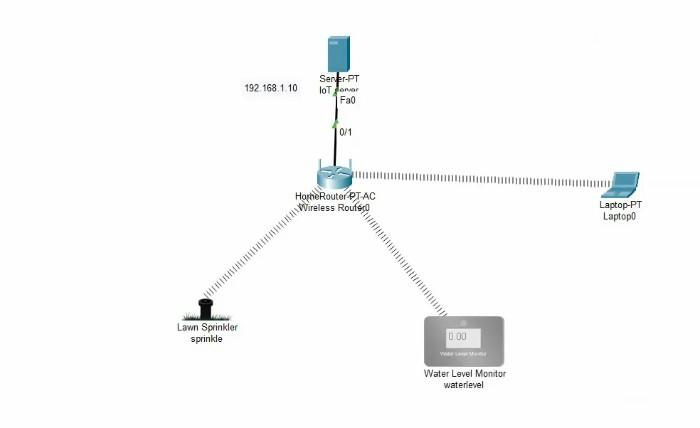 Server-PT
IoT server
192.168.1.10
Fa0
0/1
HomeRouter-PT-AC
Wireless Router0
Laptop-PT
Laptop0
Lawn Sprinkler
sprinkle
0.00
Water Level Monitor
Water Level Monitor
waterlevel